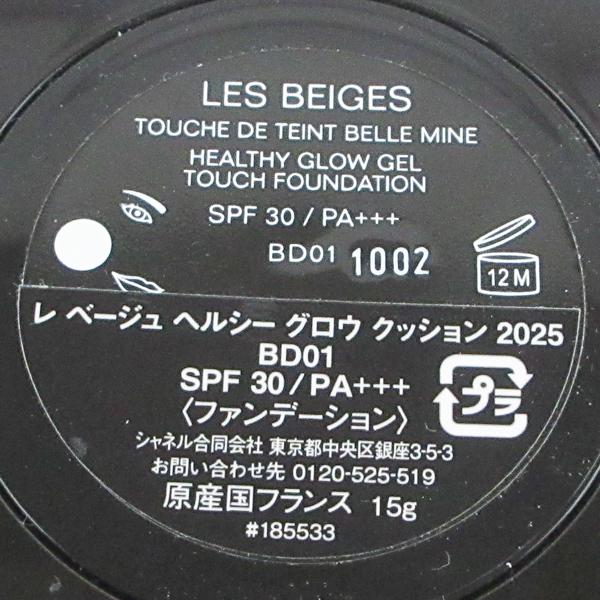 LES BEIGES
TOUCHE DE TEINT BELLE MINE
HEALTHY GLOW GEL
TOUCH FOUNDATION
SPF 30 / PA+++
BD01 1002
12 M
レ ベージュ ヘルシー グロウ クッション 2025
BD01
SPF 30/PA+++
〈ファンデーション〉
プラ
シャネル合同会社 東京都中央区銀座3-5-3
お問い合わせ先 0120-525-519
原産国フランス 15g
#185533